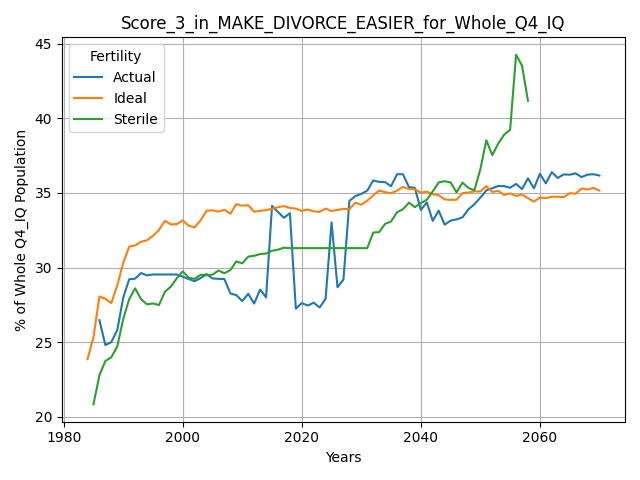 Score_3_in_MAKE_DIVORCE_EASIER_for_Whole_Q4_IQ
Fertility
Actual
Ideal
Sterile
% of Whole Q4_IQ Population
45
40
35
30
25
20
1980
2000
2020
2040
2060
Years